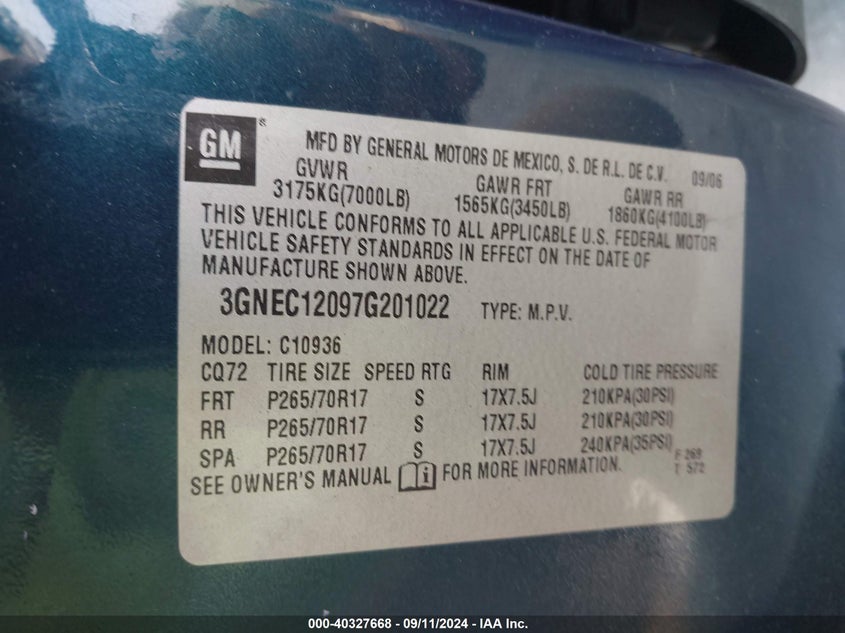 GM ®
MFD BY GENERAL MOTORS DE MEXICO, S. DE R.L. DE C.V. 09/06
GVWR GAWR FRT GAWR RR
3175KG(7000LB) 1565KG(3450LB) 1860KG(4100LB)
THIS VEHICLE CONFORMS TO ALL APPLICABLE U.S. FEDERAL MOTOR
VEHICLE SAFETY STANDARDS IN EFFECT ON THE DATE OF
MANUFACTURE SHOWN ABOVE.
3GNEC12097G201022 TYPE: M.P.V.
MODEL: C10936
CQ72 TIRE SIZE SPEED RTG RIM COLD TIRE PRESSURE
FRT P265/70R17 S 17X7.5J 210KPA(30PSI)
RR P265/70R17 S 17X7.5J 210KPA(30PSI)
SPA P265/70R17 S 17X7.5J 240KPA(35PSI)
F 269
T 572
SEE OWNER'S MANUAL i FOR MORE INFORMATION.
000-40327668 - 09/11/2024 - IAA Inc.